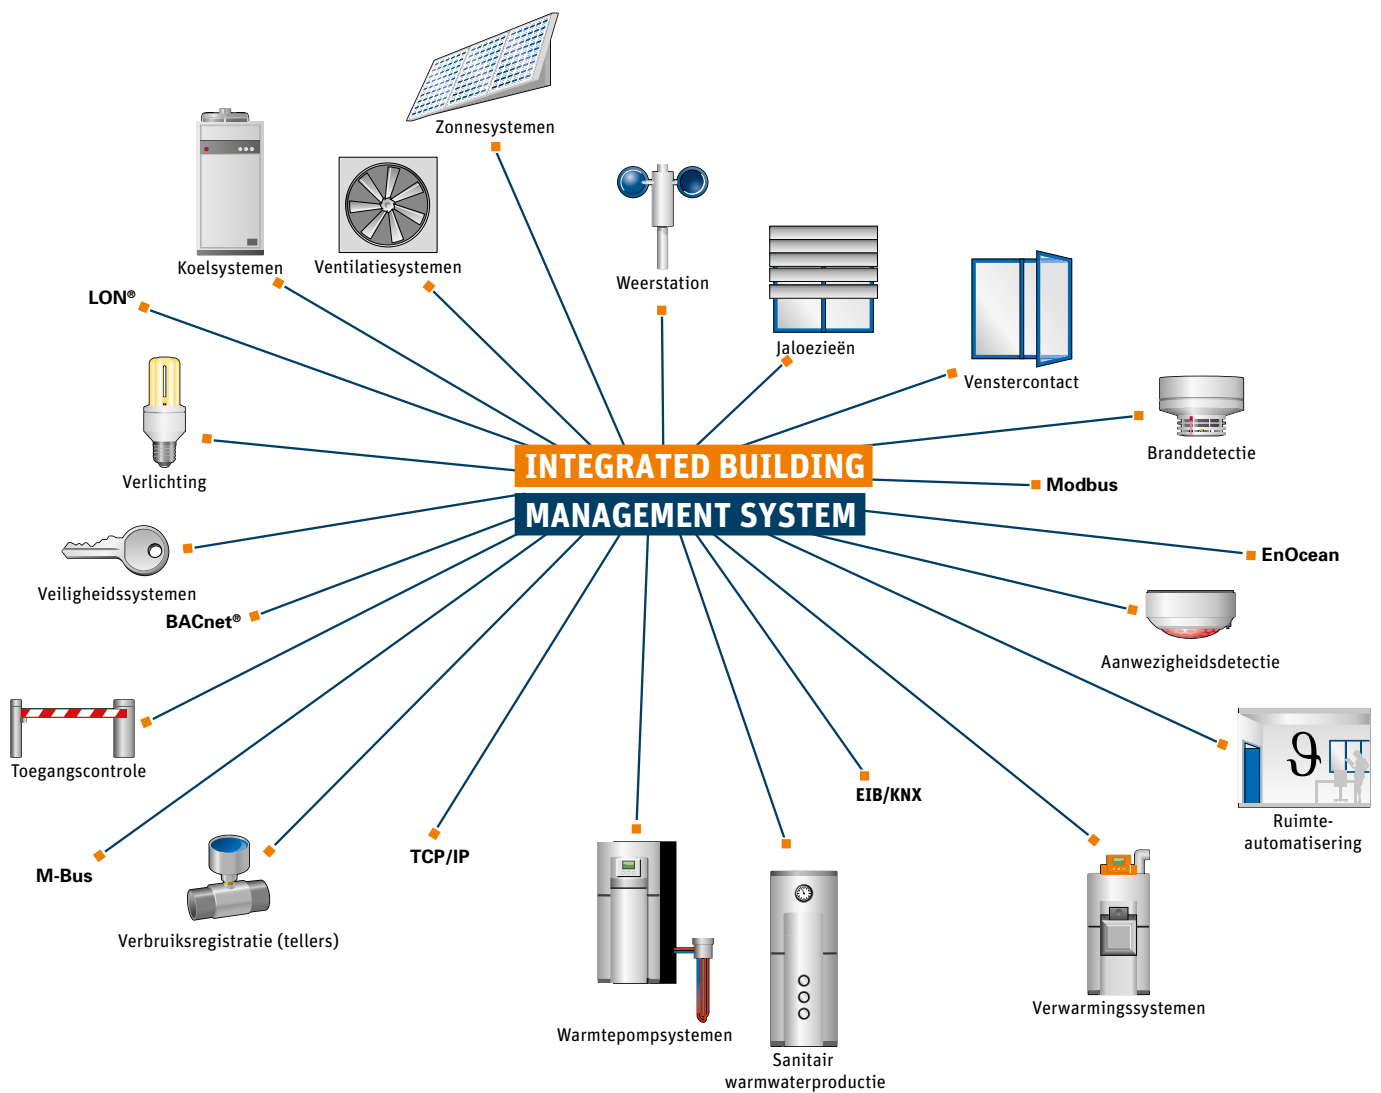 Zonnesystemen
Koelsystemen
Ventilatiesystemen
Weerstation
LON®
Jaloezieën
Venstercontact
Branddetectie
Verlichting
INTEGRATED BUILDING
MANAGEMENT SYSTEM
Modbus
EnOcean
Veiligheidssystemen
BACnet®
Aanwezigheidsdetectie
Toegangscontrole
ϑ
Ruimte-
automatisering
EIB/KNX
TCP/IP
M-Bus
Verbruiksregistratie (tellers)
Verwarmingssystemen
Warmtepompsystemen
Sanitair
warmwaterproductie